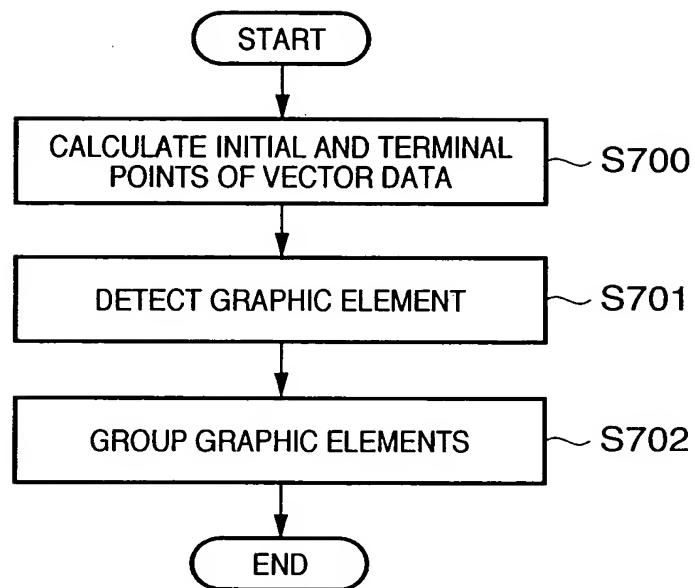 START
CALCULATE INITIAL AND TERMINAL
POINTS OF VECTOR DATA
S700
DETECT GRAPHIC ELEMENT
S701
GROUP GRAPHIC ELEMENTS
S702
END